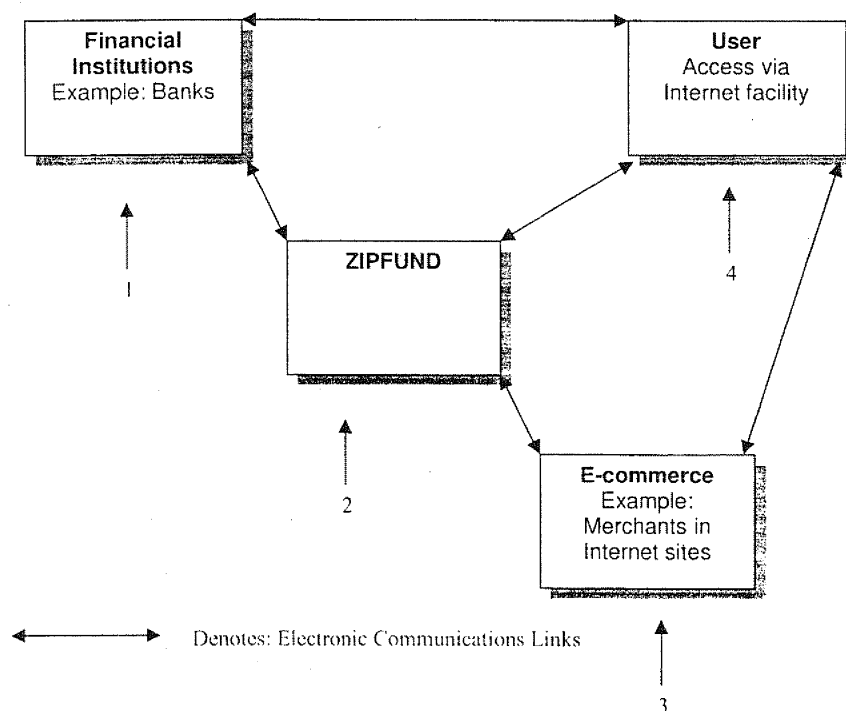 Financial
Institutions
Example: Banks
User
Access via
Internet facility
1
ZIPFUND
4
2
E-commerce
Example:
Merchants in
Internet sites
Denotes: Electronic Communications Links
3